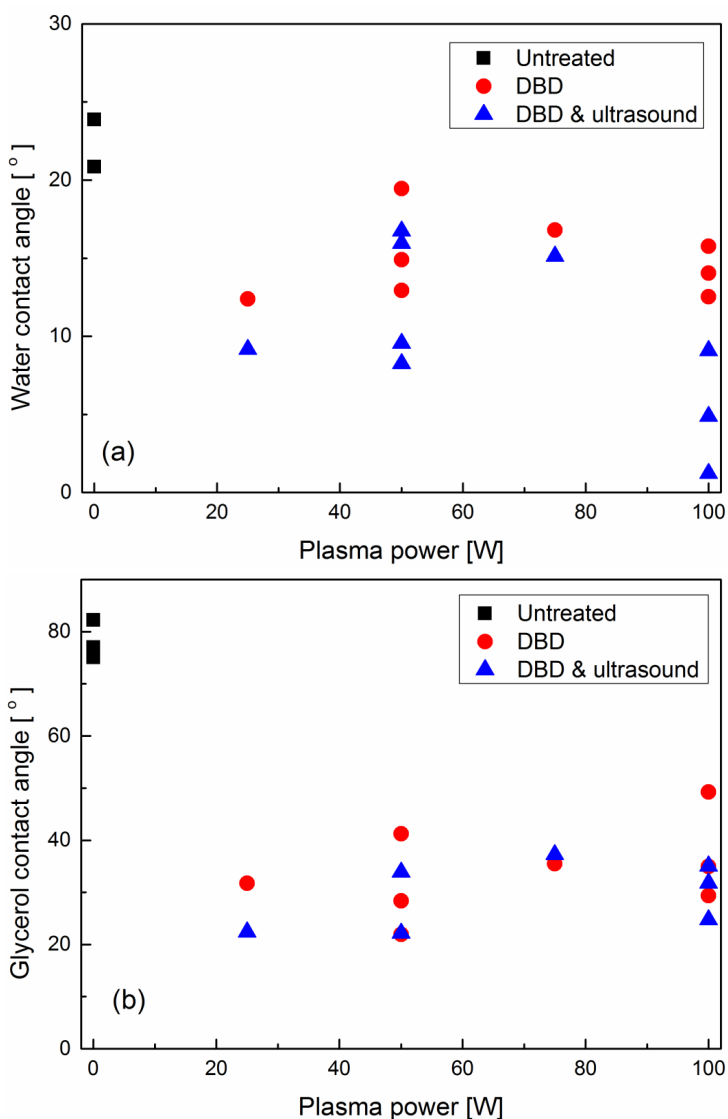 30
20
10
0
Water contact angle [ ° ]
Untreated
DBD
DBD & ultrasound
(a)
0 20 40 60 80 100
Plasma power [W]
80
60
40
20
0
Glycerol contact angle [ ° ]
Untreated
DBD
DBD & ultrasound
(b)
0 20 40 60 80 100
Plasma power [W]